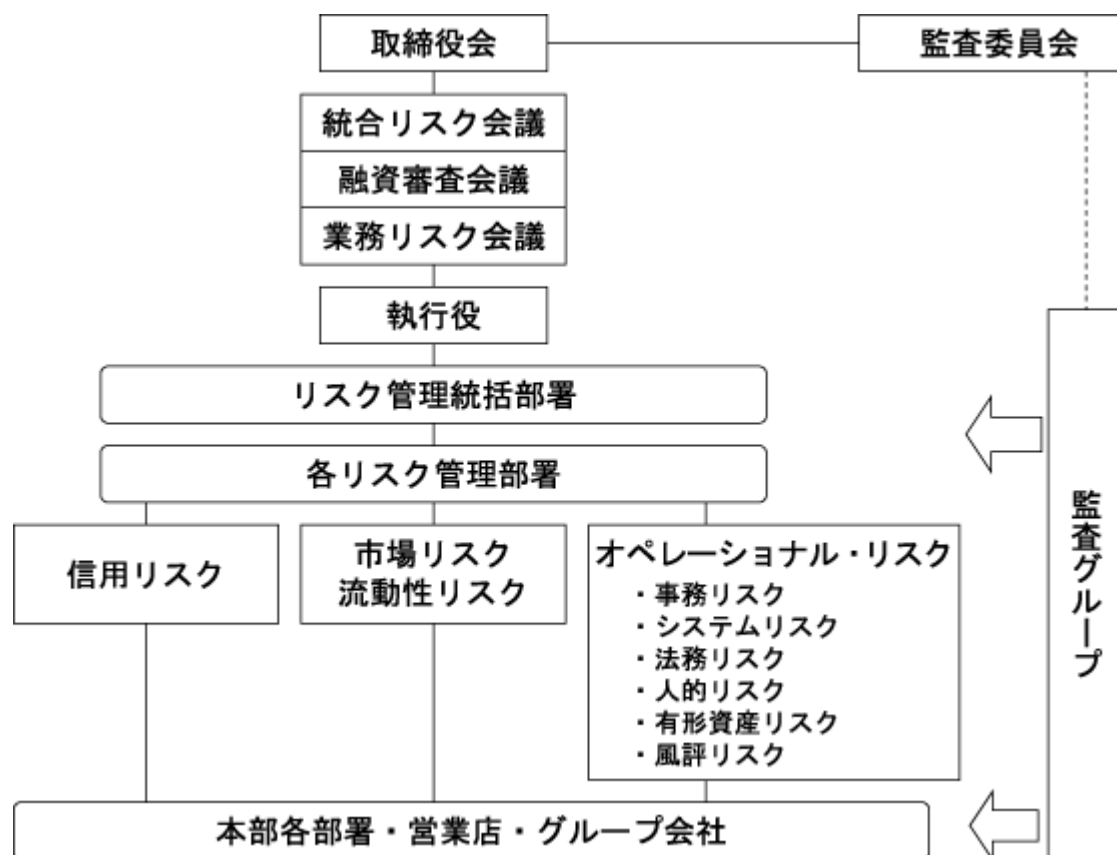 取締役会
監査委員会
統合リスク会議
融資審査会議
業務リスク会議
執行役
リスク管理統括部署
各リスク管理部署
信用リスク
市場リスク
流動性リスク
オペレーショナル・リスク
・事務リスク
・システムリスク
・法務リスク
・人的リスク
・有形資産リスク
・風評リスク
監査グループ
本部各部署・営業店・グループ会社